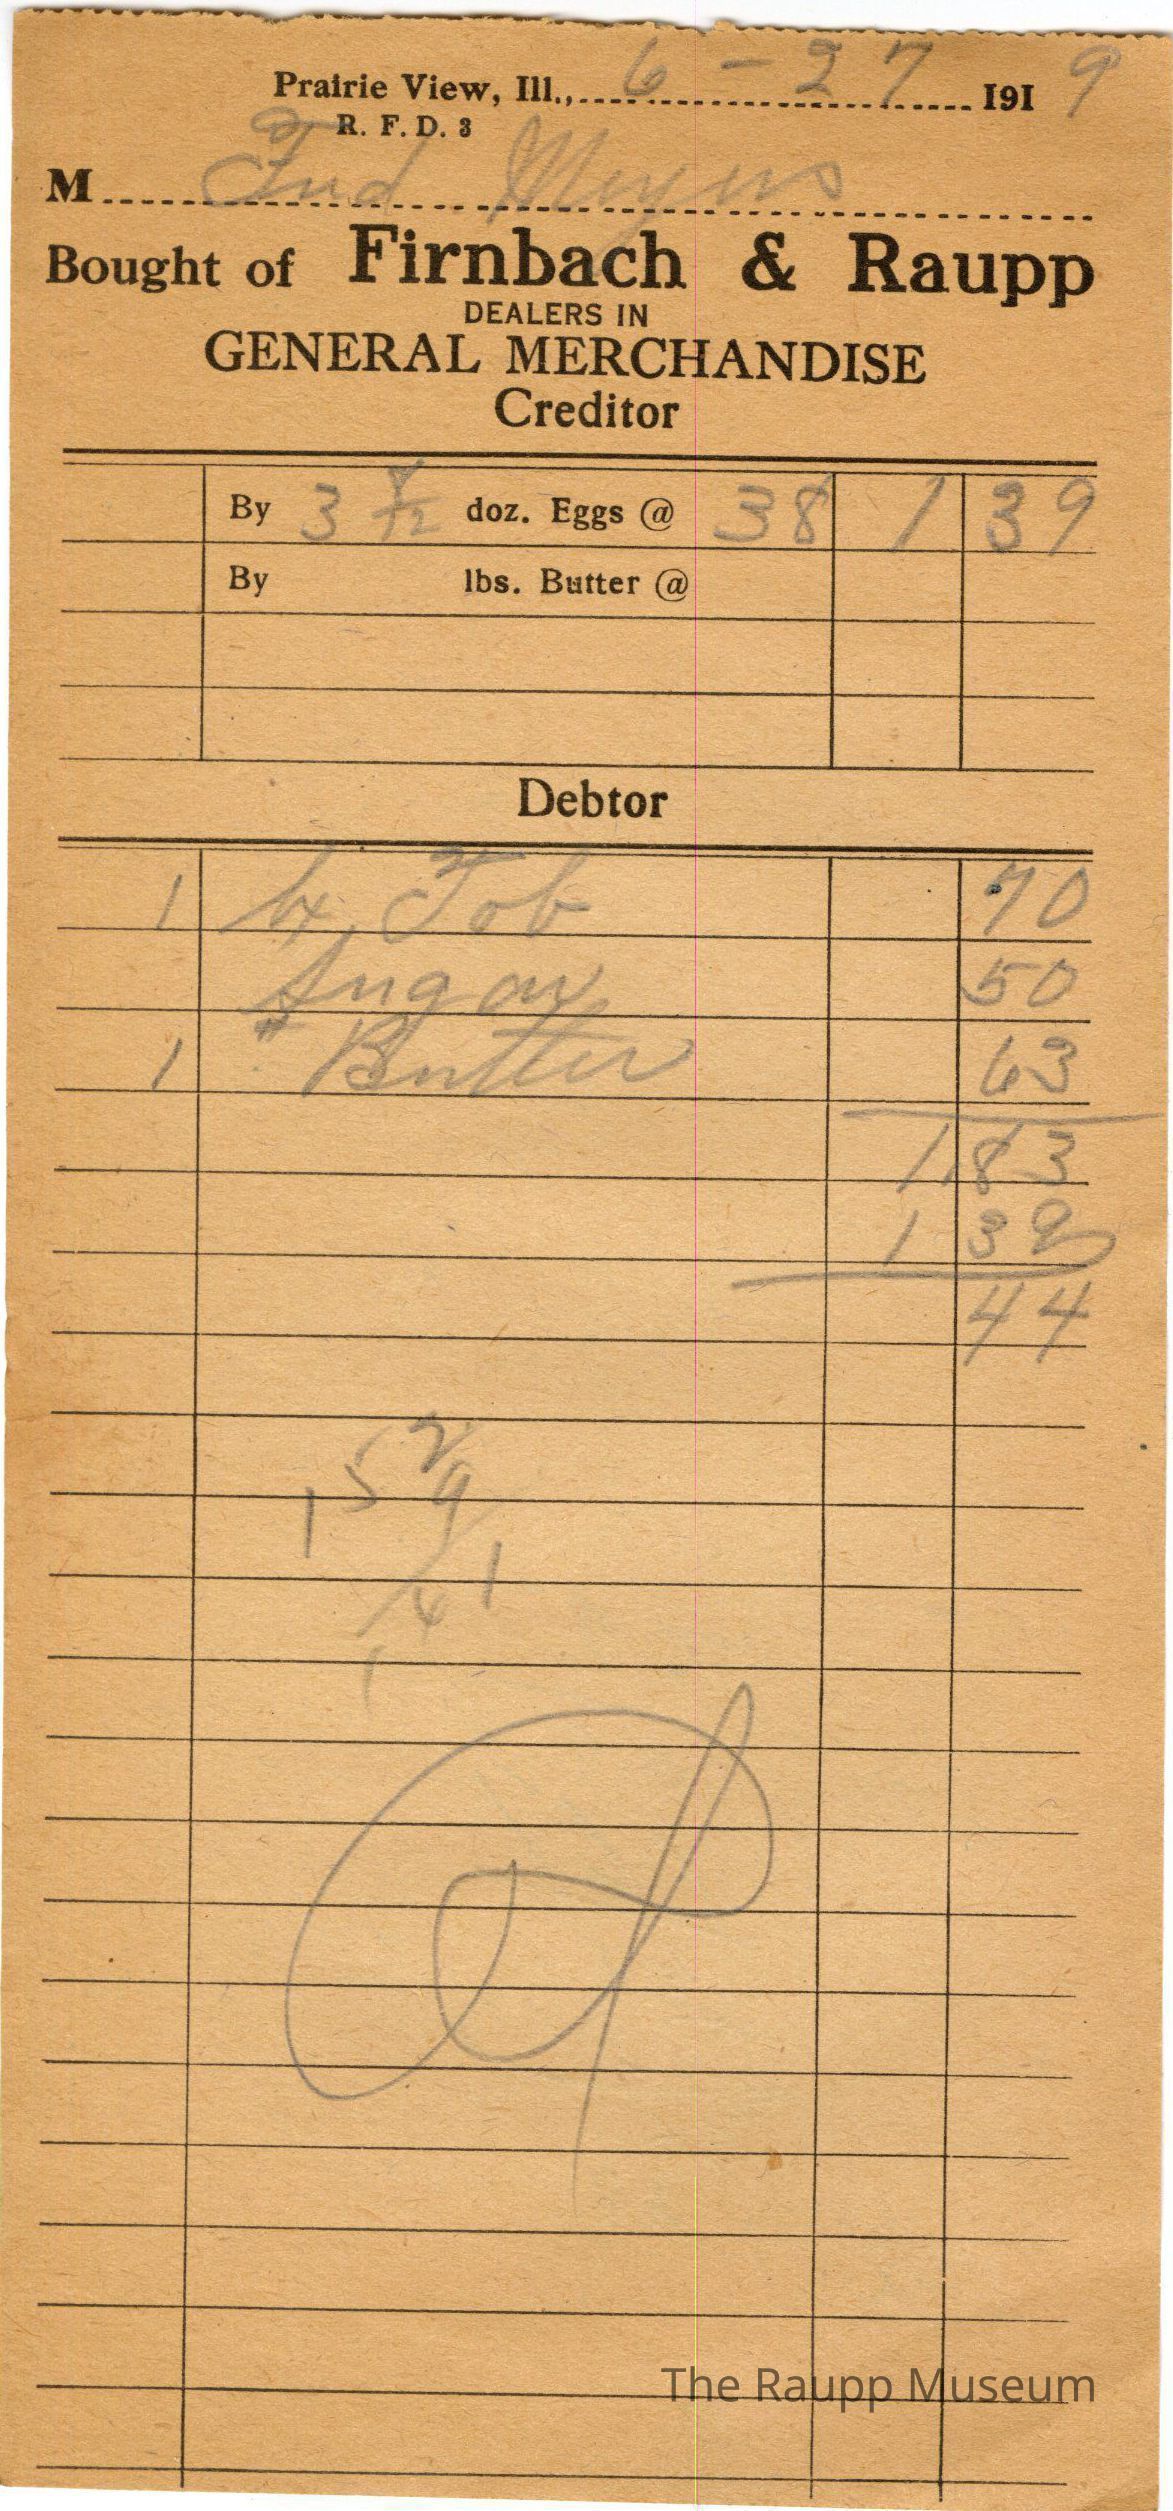 Prairie View, Ill., 6 - 27 1919
R. F. D. 3
M Fred Meyers
Bought of Firnbach & Raupp
DEALERS IN
GENERAL MERCHANDISE
Creditor
By 3 8/12 doz. Eggs @ 38 1 39
By lbs. Butter @
Debtor
1 Tob 70
Sugar 50
1 # Butter 63
1.83
1 39
44
The Raupp Museum